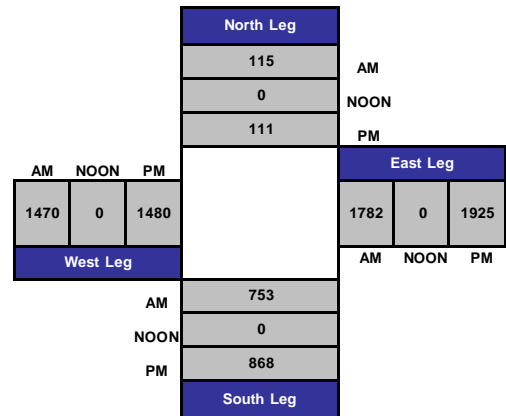 North Leg
115 AM
0 NOON
111 PM
AM NOON PM
East Leg
1470 0 1480
1782 0 1925
West Leg
AM NOON PM
AM 753
NOON 0
PM 868
South Leg